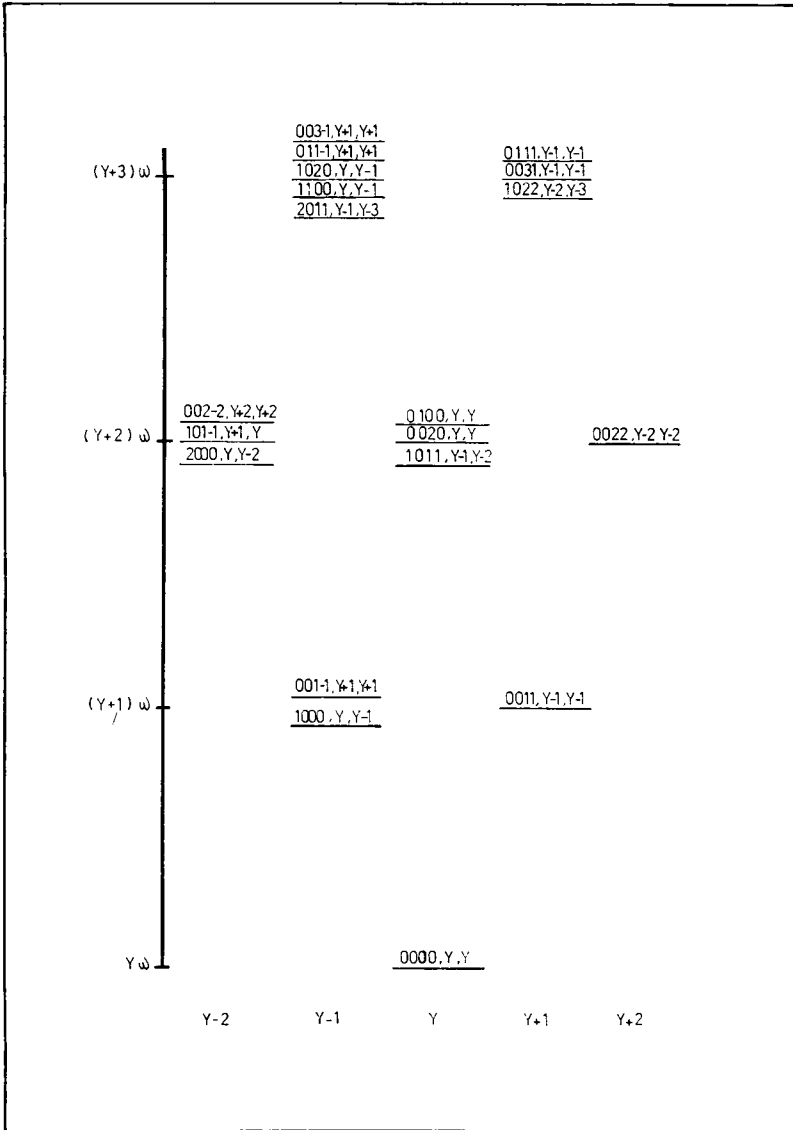 003-1,Y+1,Y+1
011-1,Y+1,Y+1 0111,Y-1,Y-1
(Y+3)ω 1020,Y,Y-1 0031,Y-1,Y-1
1100,Y,Y-1 1022,Y-2,Y-3
2011,Y-1,Y-3
002-2,Y+2,Y+2 0100,Y,Y
(Y+2)ω 101-1,Y+1,Y 0020,Y,Y 0022,Y-2 Y-2
2000,Y,Y-2 1011,Y-1,Y-2
001-1,Y+1,Y+1
(Y+1)ω 1000,Y,Y-1 0011,Y-1,Y-1
Yω 0000,Y,Y
Y-2 Y-1 Y Y+1 Y+2